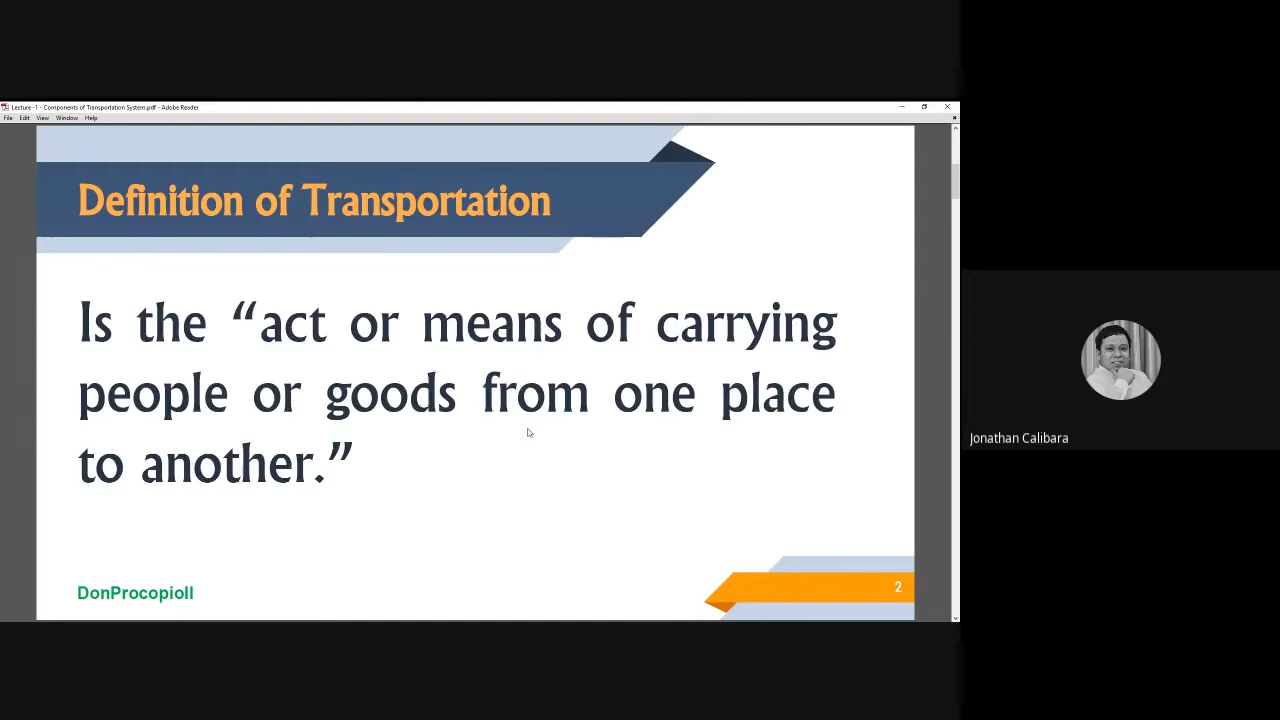 Lecture -1 - Components of Transportation System.pdf - Adobe Reader
File Edit View Window Help
Definition of Transportation
Is the “act or means of carrying
people or goods from one place
to another.”
DonProcopioII
2
Jonathan Calibara